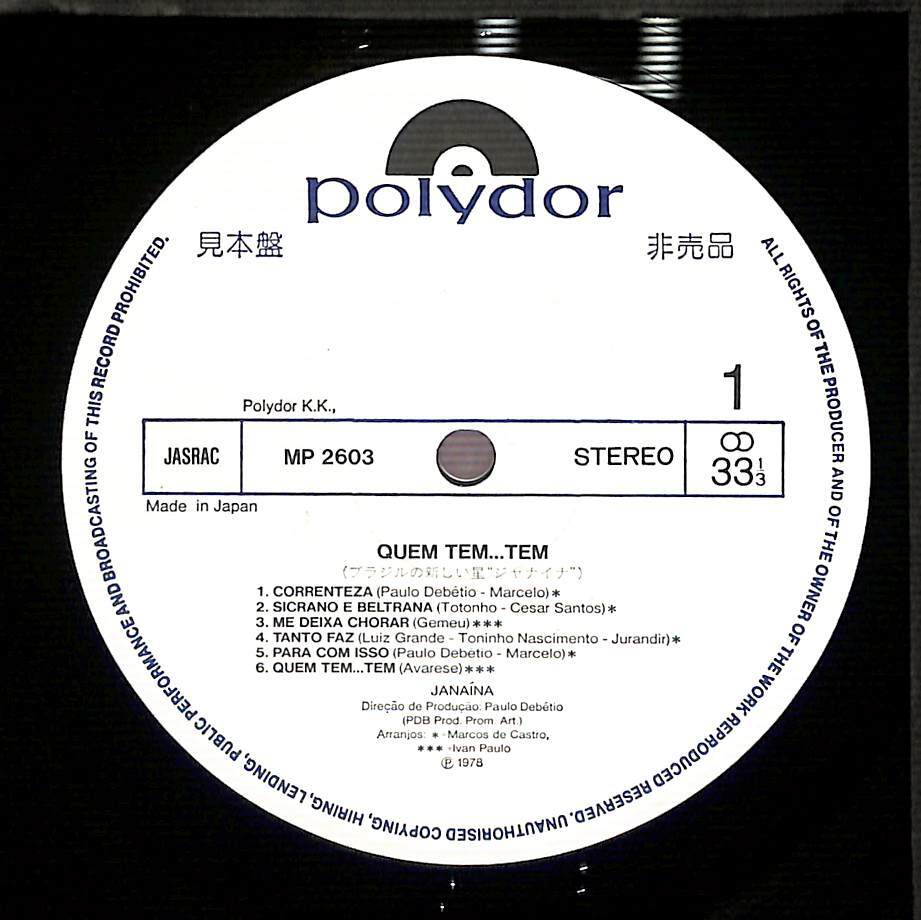 polydor
見本盤 非売品
1
Polydor K.K.,
JASRAC MP 2603 STEREO 33 1/3
Made in Japan
QUEM TEM...TEM
(ブラジルの新しい星"ジャナイナ")
1. CORRENTEZA (Paulo Debétio - Marcelo)*
2. SICRANO E BELTRANA (Totonho - Cesar Santos)*
3. ME DEIXA CHORAR (Gemeu)***
4. TANTO FAZ (Luiz Grande - Toninho Nascimento - Jurandir)*
5. PARA COM ISSO (Paulo Debetio - Marcelo)*
6. QUEM TEM...TEM (Avarese)***
JANAÍNA
Direção de Produção: Paulo Debétio
(PDB Prod. Prom. Art.)
Arranjos: * -Marcos de Castro,
*** -Ivan Paulo
℗ 1978
ALL RIGHTS OF THE PRODUCER AND OF THE OWNER OF THE WORK REPRODUCED RESERVED. UNAUTHORISED COPYING, HIRING, LENDING, PUBLIC PERFORMANCE AND BROADCASTING OF THIS RECORD PROHIBITED.